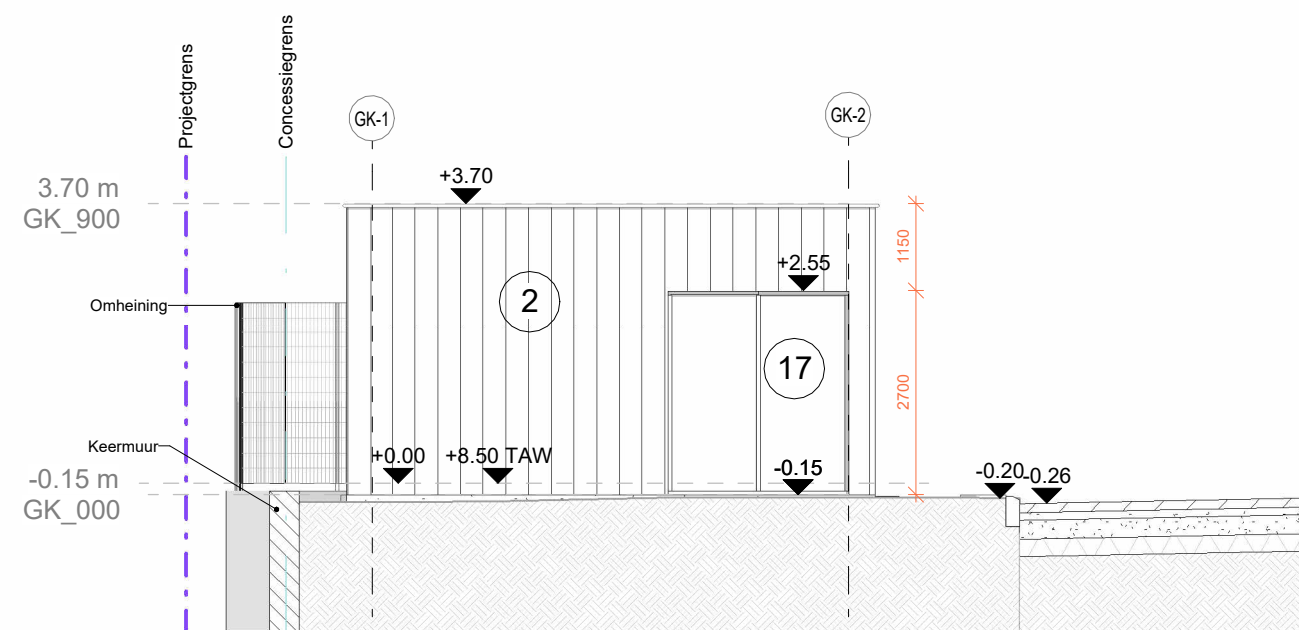 Projectgrens
Concessiegrens
GK-1
GK-2
3.70 m
GK_900
+3.70
1150
+2.55
Omheining
2
17
2700
Keermuur
+0.00
+8.50 TAW
-0.15
-0.20
-0.26
-0.15 m
GK_000